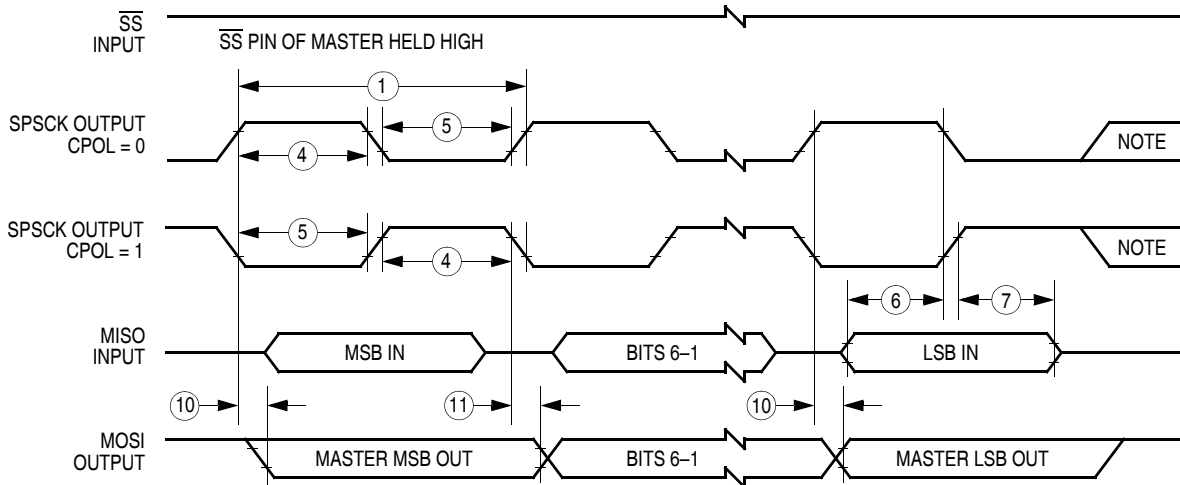 SS
INPUT
SS PIN OF MASTER HELD HIGH
1
SPSCK OUTPUT
CPOL = 0
5
4
NOTE
SPSCK OUTPUT
CPOL = 1
5
4
NOTE
6
7
MISO
INPUT
MSB IN
BITS 6–1
LSB IN
10
11
10
MOSI
OUTPUT
MASTER MSB OUT
BITS 6–1
MASTER LSB OUT